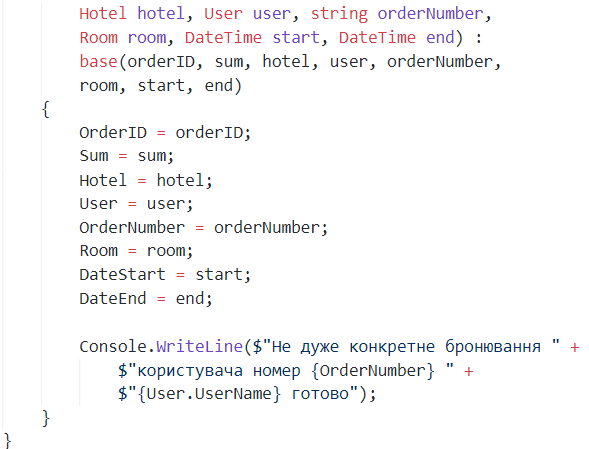 Hotel hotel, User user, string orderNumber,
Room room, DateTime start, DateTime end) :
base(orderID, sum, hotel, user, orderNumber,
room, start, end)
{
OrderID = orderID;
Sum = sum;
Hotel = hotel;
User = user;
OrderNumber = orderNumber;
Room = room;
DateStart = start;
DateEnd = end;
Console.WriteLine($"Не дуже конкретне бронювання " +
$"користувача номер {OrderNumber} " +
$"{User.UserName} готово");
}
}